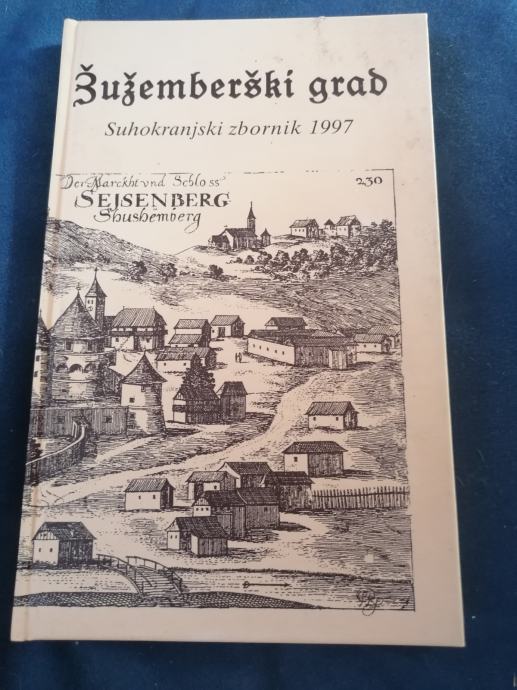 Žužemberški grad
Suhokranjski zbornik 1997
Der Marckht vnd Schloss
230
SEISENBERG
Shushemberg